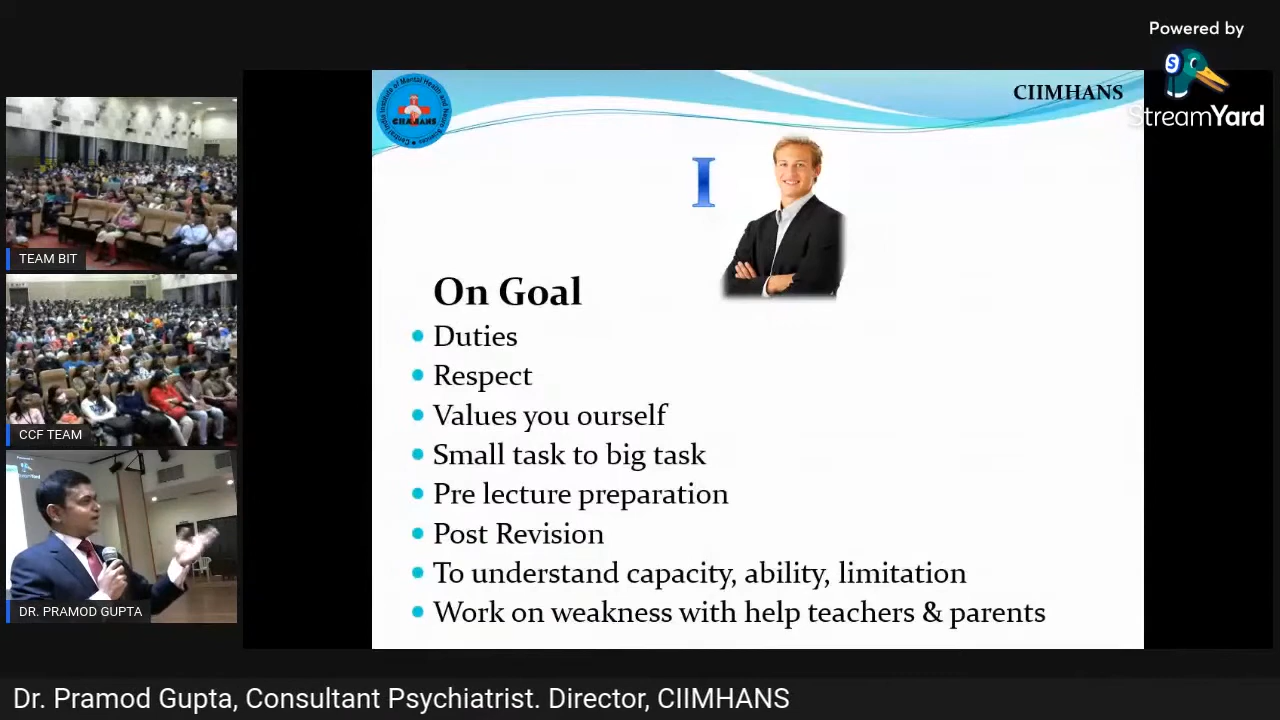 Powered by
StreamYard
CIIMHANS
I
On Goal
Duties
Respect
Values you ourself
Small task to big task
Pre lecture preparation
Post Revision
To understand capacity, ability, limitation
Work on weakness with help teachers & parents
TEAM BIT
CCF TEAM
DR. PRAMOD GUPTA
Dr. Pramod Gupta, Consultant Psychiatrist. Director, CIIMHANS